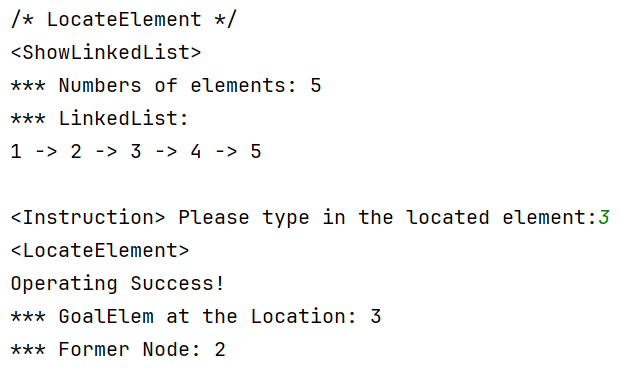 /* LocateElement */
<ShowLinkedList>
*** Numbers of elements: 5
*** LinkedList:
1 -> 2 -> 3 -> 4 -> 5
<Instruction> Please type in the located element:3
<LocateElement>
Operating Success!
*** GoalElem at the Location: 3
*** Former Node: 2